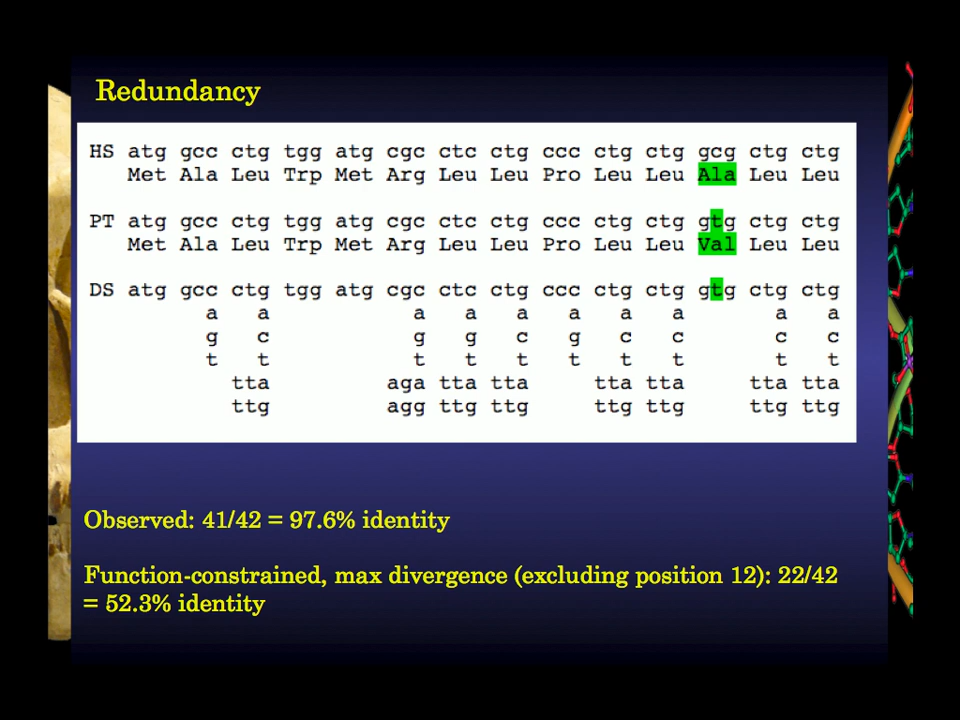 Redundancy
HS atg gcc ctg tgg atg cgc ctc ctg ccc ctg ctg gcg ctg ctg
Met Ala Leu Trp Met Arg Leu Leu Pro Leu Leu Ala Leu Leu
PT atg gcc ctg tgg atg cgc ctc ctg ccc ctg ctg gtg ctg ctg
Met Ala Leu Trp Met Arg Leu Leu Pro Leu Leu Val Leu Leu
DS atg gcc ctg tgg atg cgc ctc ctg ccc ctg ctg gtg ctg ctg
a a a a a a a a a a
g c g g c g c c c c
t t t t t t t t t t
tta aga tta tta tta tta tta tta
ttg agg ttg ttg ttg ttg ttg ttg
Observed: 41/42 = 97.6% identity
Function-constrained, max divergence (excluding position 12): 22/42
= 52.3% identity